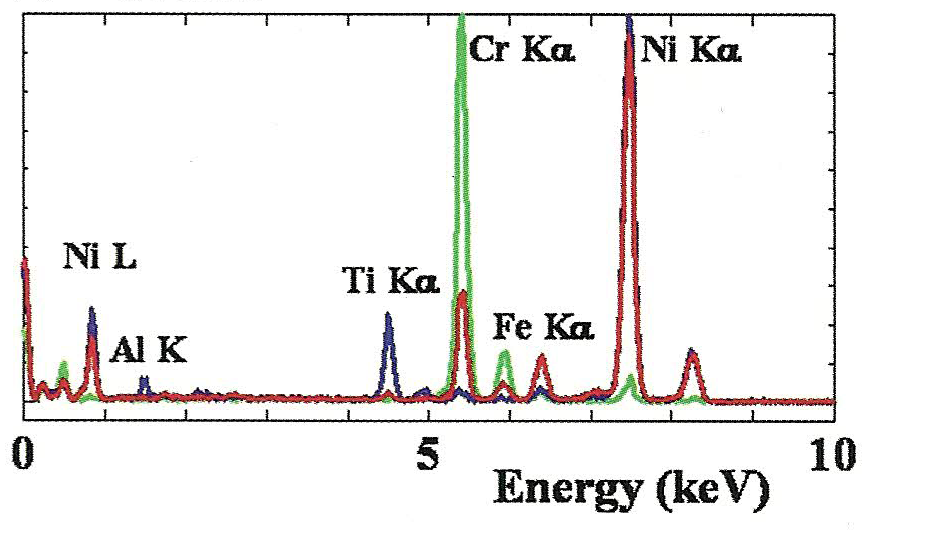 Cr Kα
Ni Kα
Ni L
Ti Kα
Fe Kα
Al K
0
5
10
Energy (keV)